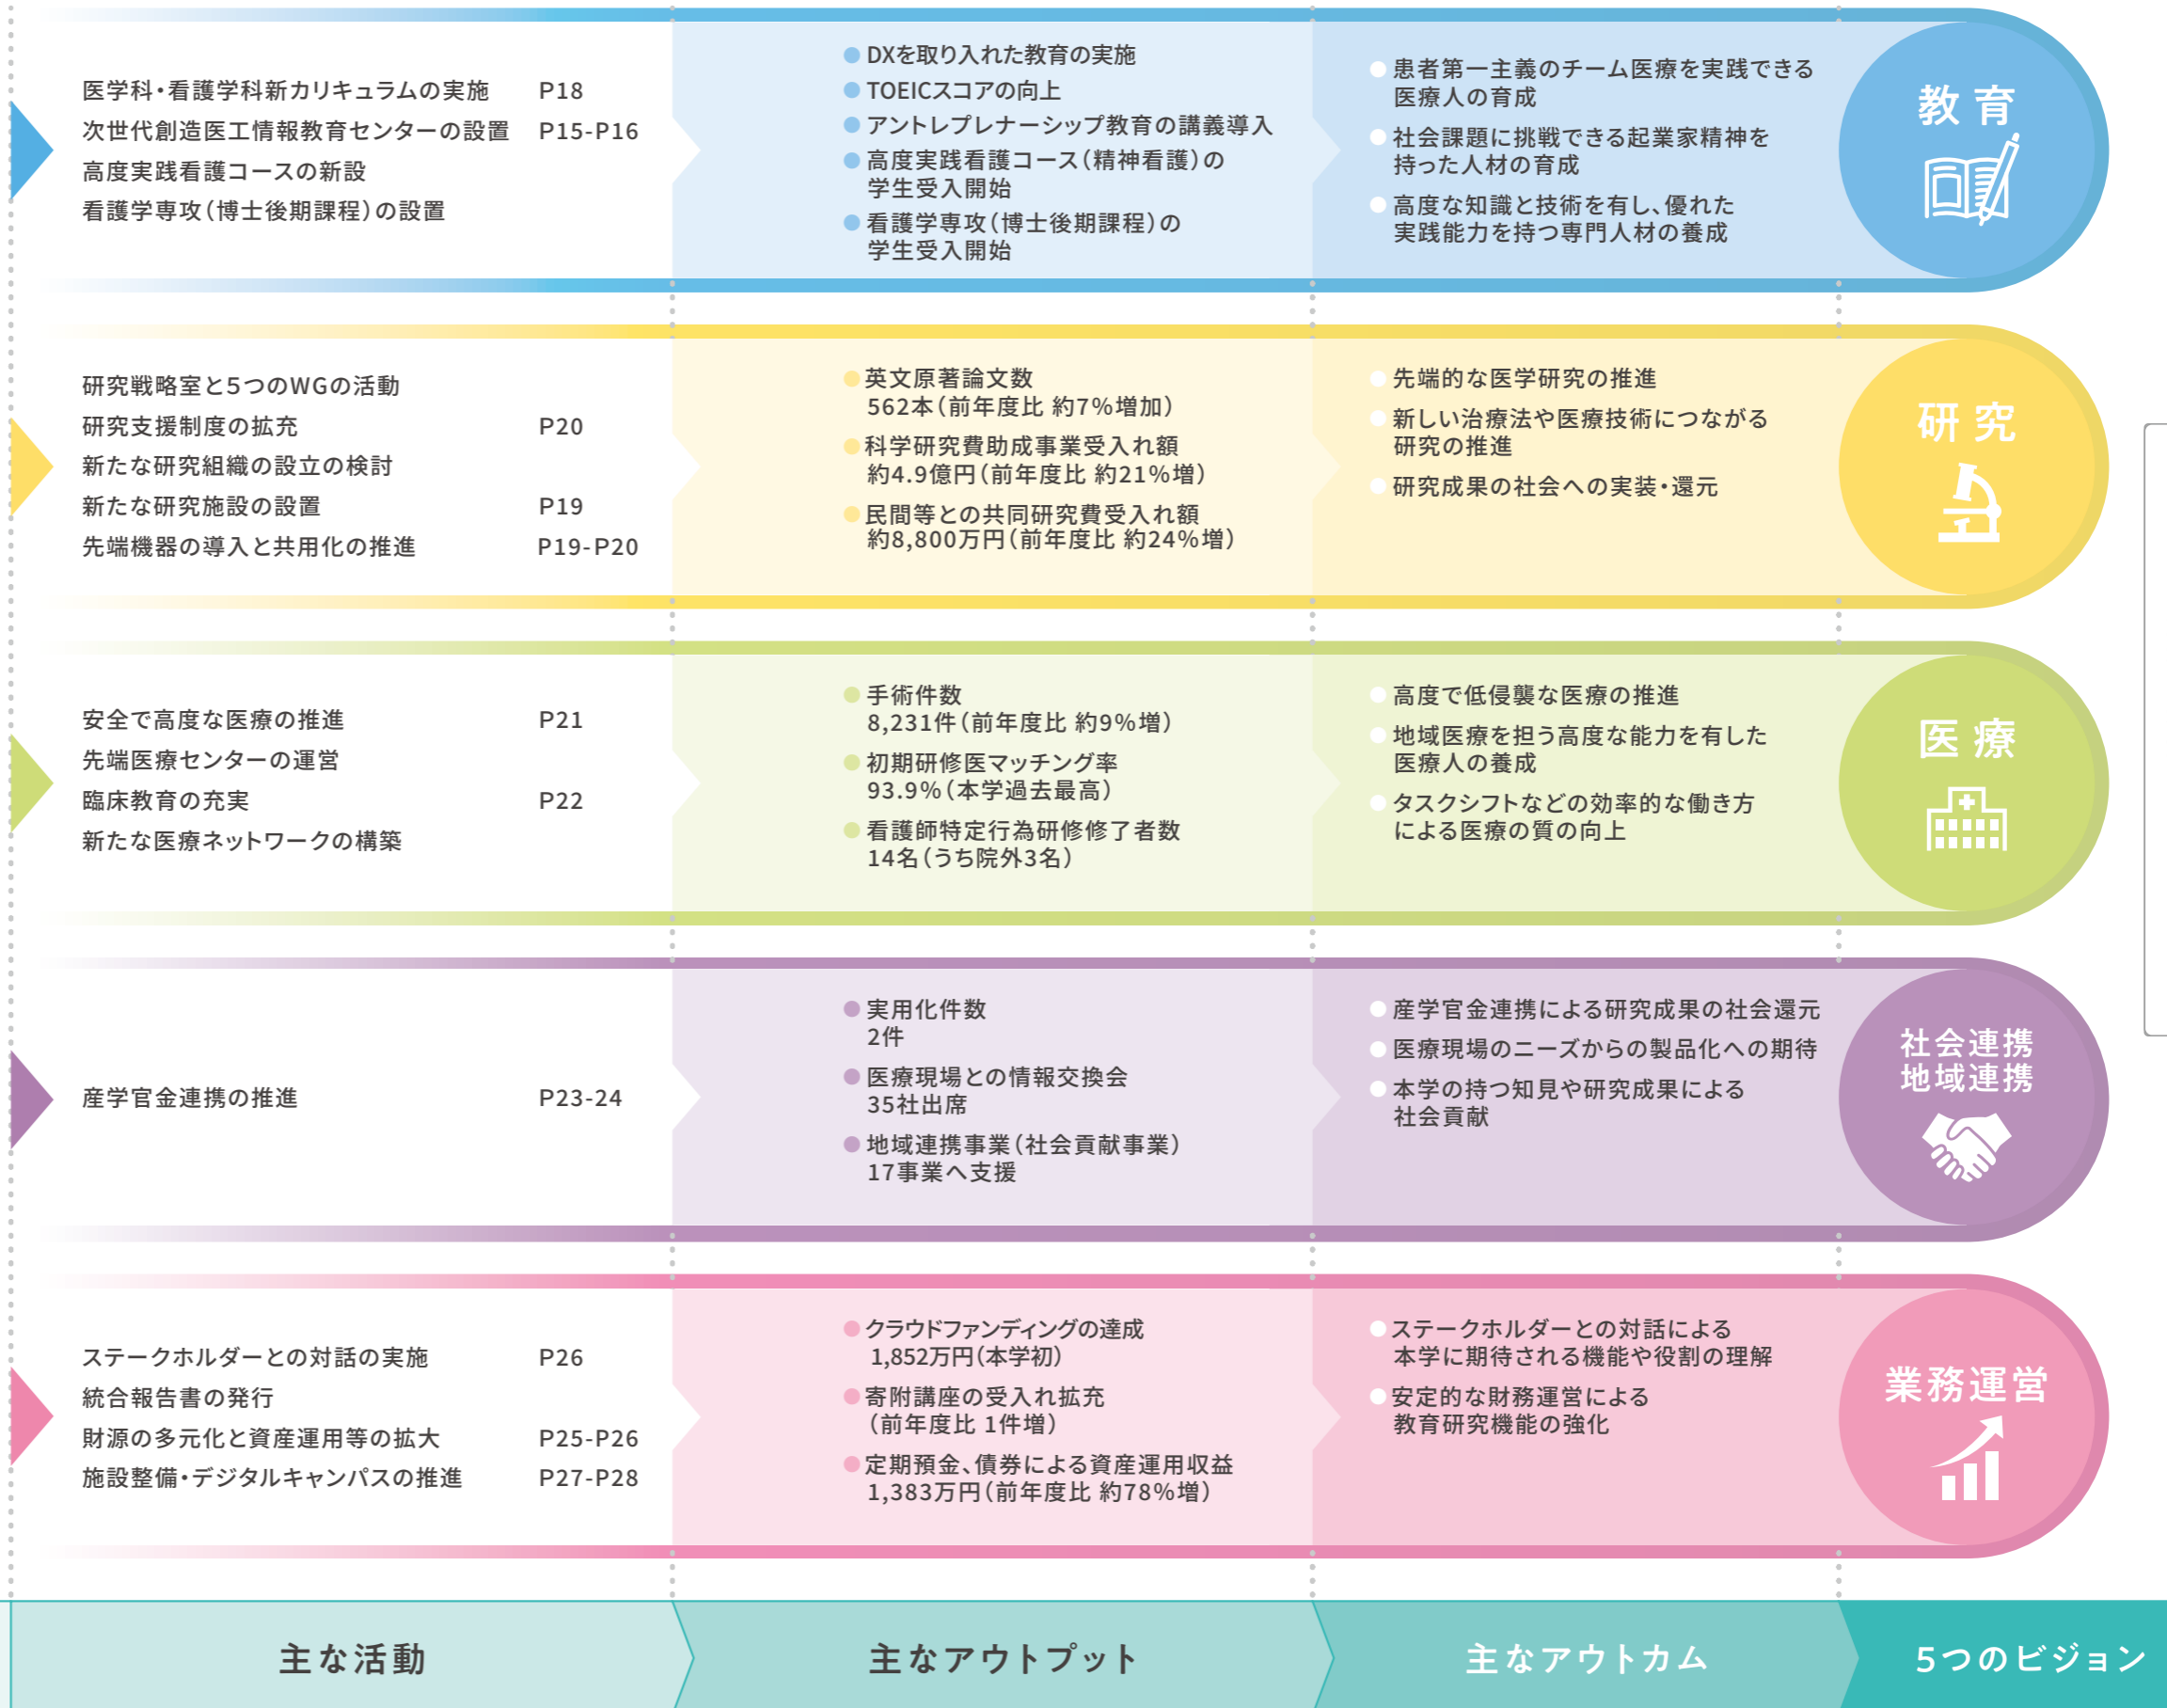 医学科・看護学科新カリキュラムの実施 P18
次世代創造医工情報教育センターの設置 P15-P16
高度実践看護コースの新設
看護学専攻（博士後期課程）の設置
DXを取り入れた教育の実施
TOEICスコアの向上
アントレプレナーシップ教育の講義導入
高度実践看護コース（精神看護）の
学生受入開始
看護学専攻（博士後期課程）の
学生受入開始
患者第一主義のチーム医療を実践できる
医療人の育成
社会課題に挑戦できる起業家精神を
持った人材の育成
高度な知識と技術を有し、優れた
実践能力を持つ専門人材の養成
教育
研究戦略室と5つのWGの活動
研究支援制度の拡充 P20
新たな研究組織の設立の検討
新たな研究施設の設置 P19
先端機器の導入と共用化の推進 P19-P20
英文原著論文数
562本（前年度比 約7％増加）
科学研究費助成事業受入れ額
約4.9億円（前年度比 約21％増）
民間等との共同研究費受入れ額
約8,800万円（前年度比 約24％増）
先端的な医学研究の推進
新しい治療法や医療技術につながる
研究の推進
研究成果の社会への実装・還元
研究
安全で高度な医療の推進 P21
先端医療センターの運営
臨床教育の充実 P22
新たな医療ネットワークの構築
手術件数
8,231件（前年度比 約9％増）
初期研修医マッチング率
93.9％（本学過去最高）
看護師特定行為研修修了者数
14名（うち院外3名）
高度で低侵襲な医療の推進
地域医療を担う高度な能力を有した
医療人の養成
タスクシフトなどの効率的な働き方
による医療の質の向上
医療
産学官金連携の推進 P23-24
実用化件数
2件
医療現場との情報交換会
35社出席
地域連携事業（社会貢献事業）
17事業へ支援
産学官金連携による研究成果の社会還元
医療現場のニーズからの製品化への期待
本学の持つ知見や研究成果による
社会貢献
社会連携
地域連携
ステークホルダーとの対話の実施 P26
統合報告書の発行
財源の多元化と資産運用等の拡大 P25-P26
施設整備・デジタルキャンパスの推進 P27-P28
クラウドファンディングの達成
1,852万円（本学初）
寄附講座の受入れ拡充
（前年度比 1件増）
定期預金、債券による資産運用収益
1,383万円（前年度比 約78％増）
ステークホルダーとの対話による
本学に期待される機能や役割の理解
安定的な財務運営による
教育研究機能の強化
業務運営
主な活動
主なアウトプット
主なアウトカム
5つのビジョン